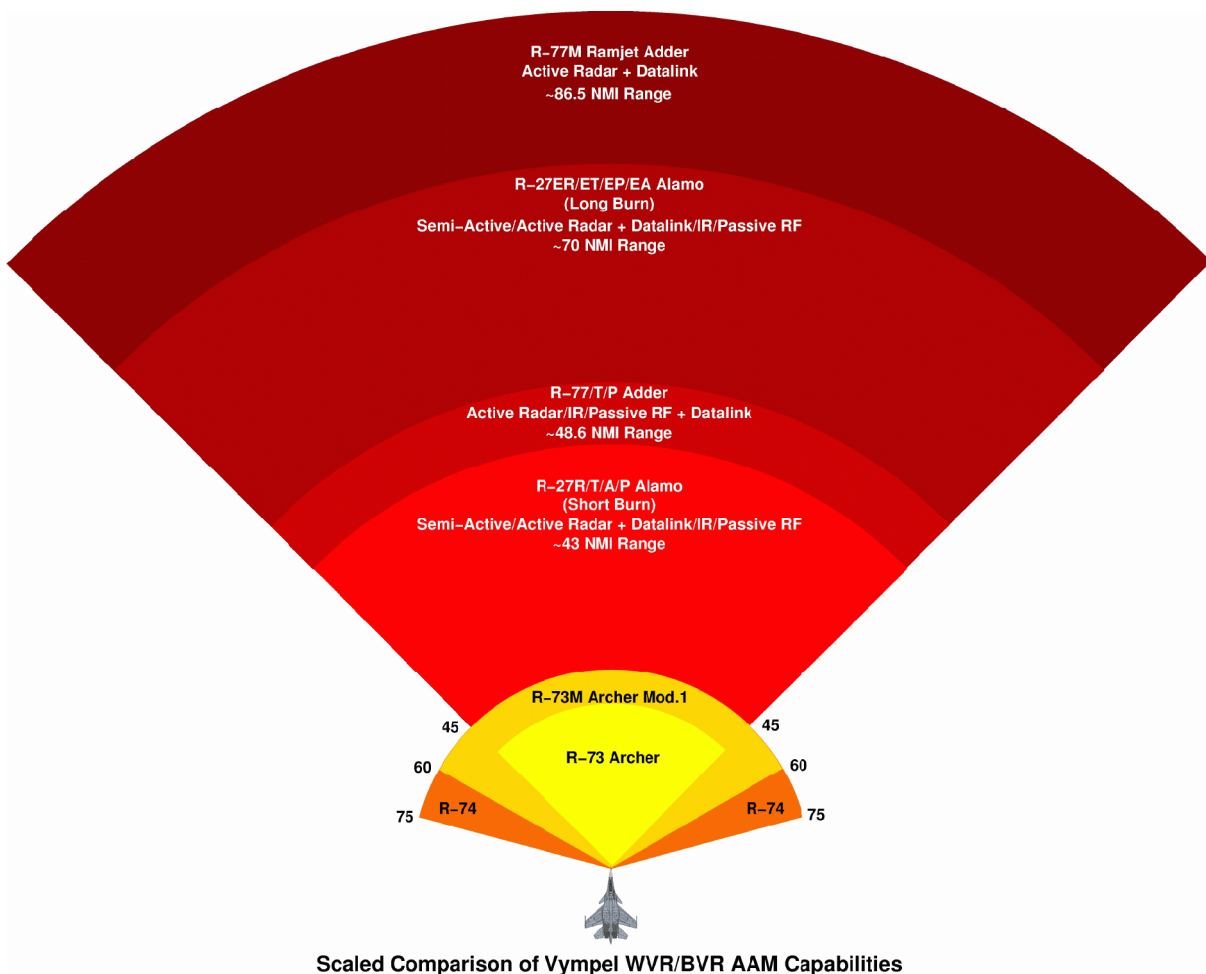 R-77M Ramjet Adder
Active Radar + Datalink
~86.5 NMI Range
R-27ER/ET/EP/EA Alamo
(Long Burn)
Semi-Active/Active Radar + Datalink/IR/Passive RF
~70 NMI Range
R-77/T/P Adder
Active Radar/IR/Passive RF + Datalink
~48.6 NMI Range
R-27R/T/A/P Alamo
(Short Burn)
Semi-Active/Active Radar + Datalink/IR/Passive RF
~43 NMI Range
R-73M Archer Mod.1
45
45
R-73 Archer
60
60
R-74
R-74
75
75
Scaled Comparison of Vympel WVR/BVR AAM Capabilities